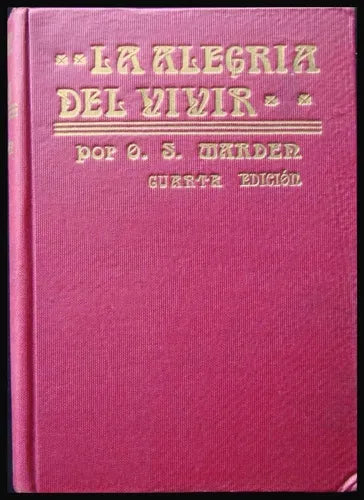 LA ALEGRIA
DEL VIVIR
por O. S. MARDEN
CUARTA EDICIÓN